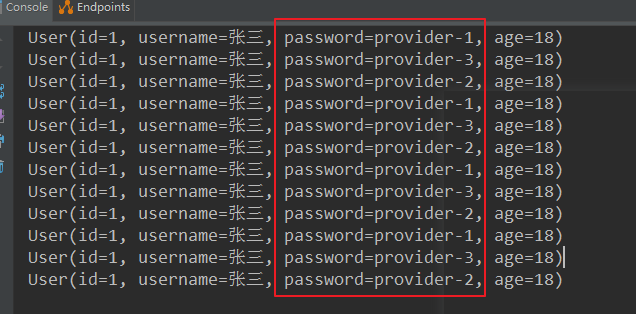 Console Endpoints
User(id=1, username=张三, password=provider-1, age=18)
User(id=1, username=张三, password=provider-3, age=18)
User(id=1, username=张三, password=provider-2, age=18)
User(id=1, username=张三, password=provider-1, age=18)
User(id=1, username=张三, password=provider-3, age=18)
User(id=1, username=张三, password=provider-2, age=18)
User(id=1, username=张三, password=provider-1, age=18)
User(id=1, username=张三, password=provider-3, age=18)
User(id=1, username=张三, password=provider-2, age=18)
User(id=1, username=张三, password=provider-1, age=18)
User(id=1, username=张三, password=provider-3, age=18)
User(id=1, username=张三, password=provider-2, age=18)